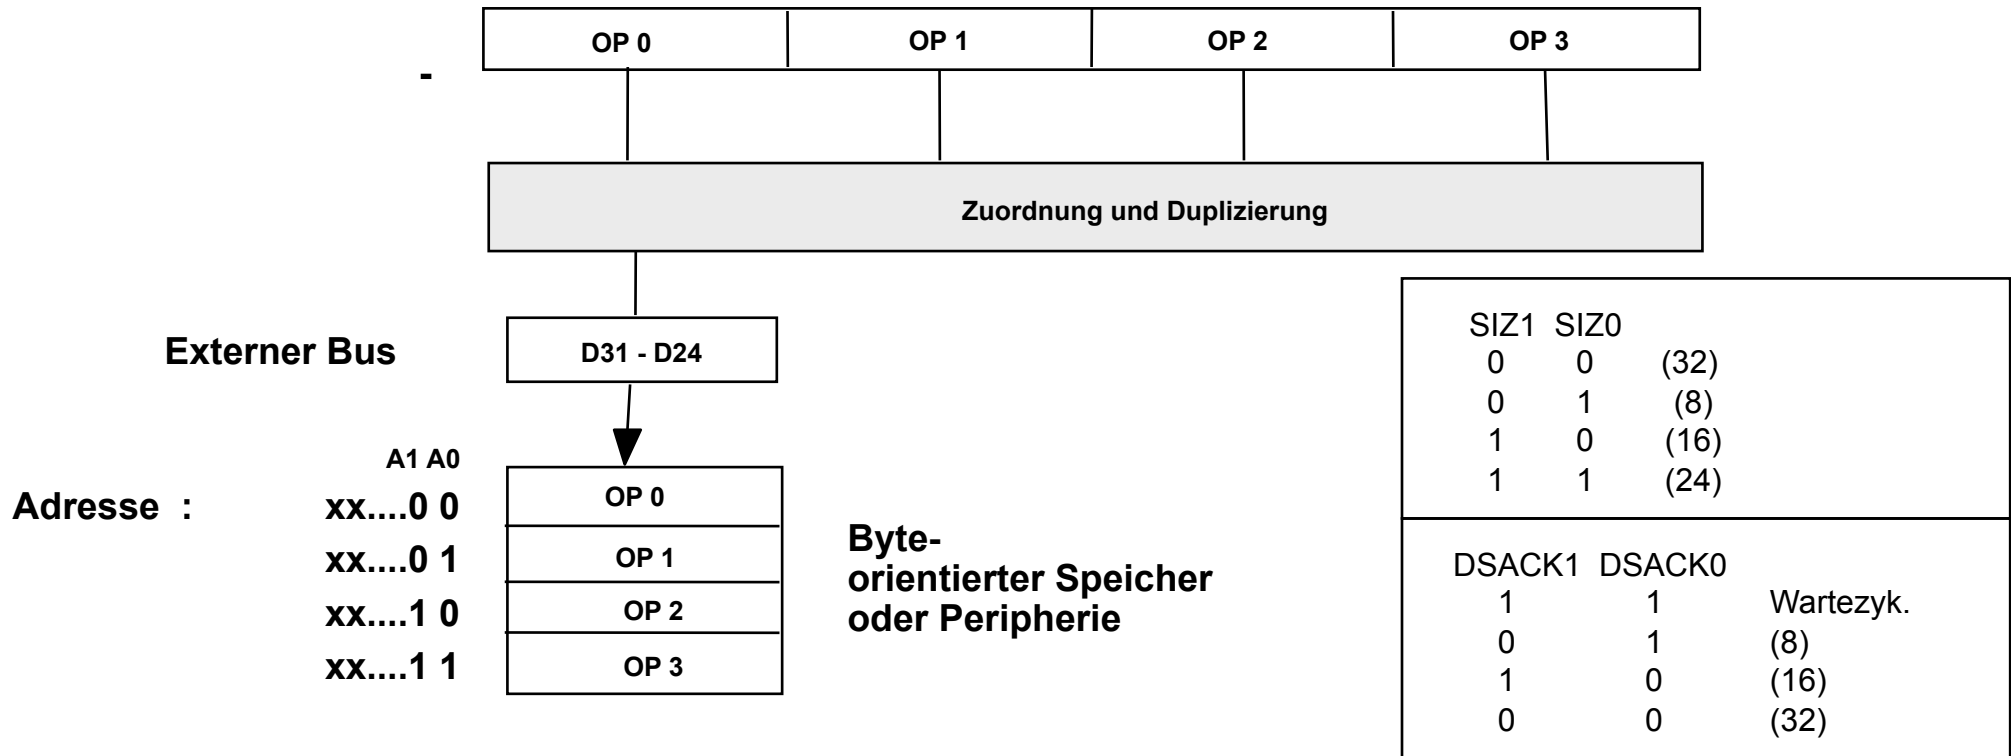 OP 0 OP 1 OP 2 OP 3
-
Zuordnung und Duplizierung
Externer Bus
D31 - D24
A1 A0
Adresse :
xx....0 0
OP 0
xx....0 1
OP 1
xx....1 0
OP 2
xx....1 1
OP 3
Byte-
orientierter Speicher
oder Peripherie
SIZ1 SIZ0
0 0 (32)
0 1 (8)
1 0 (16)
1 1 (24)
DSACK1 DSACK0
1 1 Wartezyk.
0 1 (8)
1 0 (16)
0 0 (32)